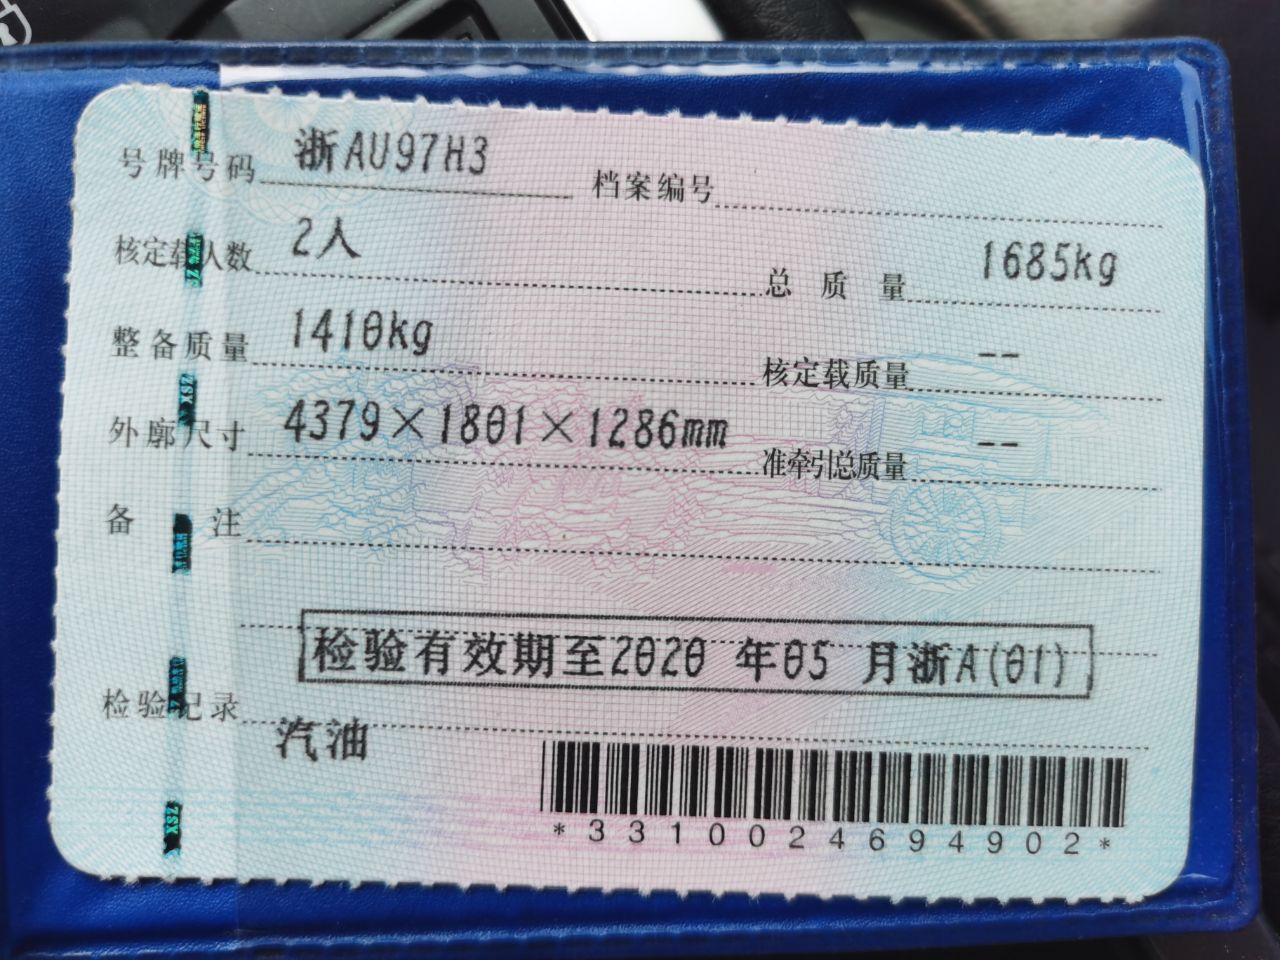 号牌号码 浙AU97H3 档案编号
核定载人数 2人 总质量 1685kg
整备质量 1410kg 核定载质量 --
外廓尺寸 4379×1801×1286mm 准牵引总质量 --
备注
检验有效期至2020 年05 月浙A(01)
检验记录
汽油
*3310024694902*
XSZ
XSZ